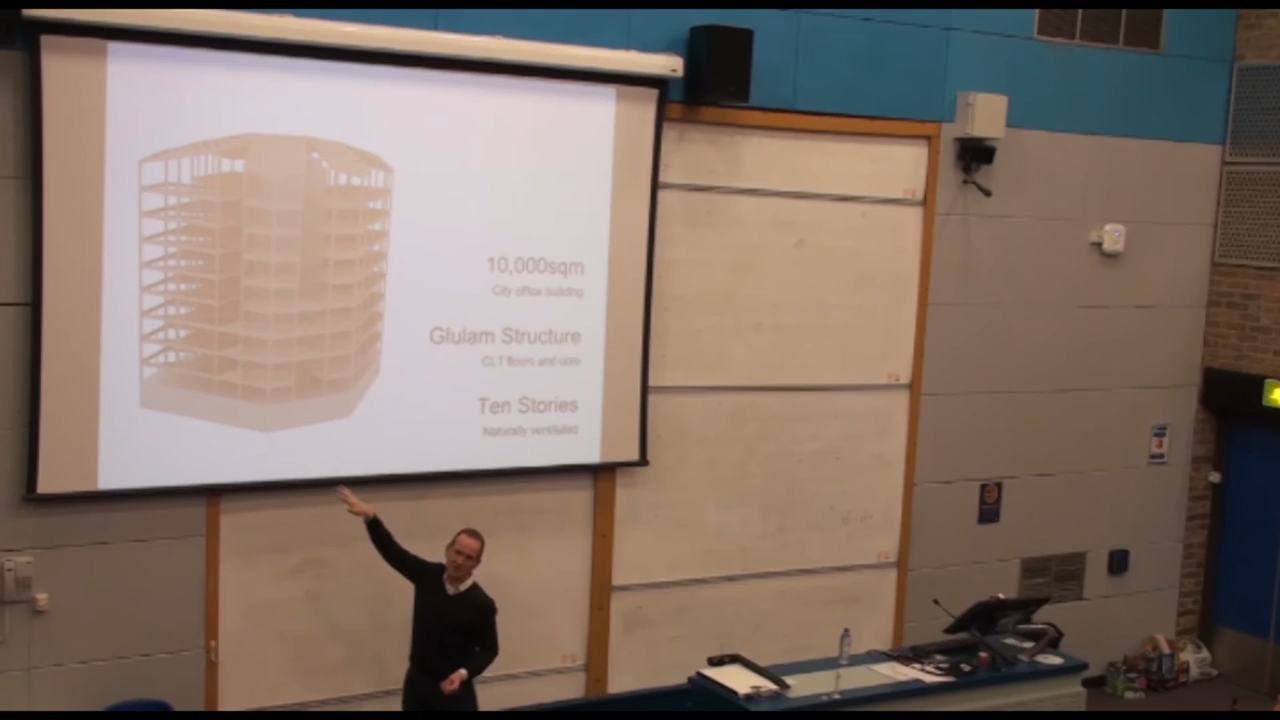 10,000sqm
City office building
Glulam Structure
CLT floors and core
Ten Stories
Naturally ventilated